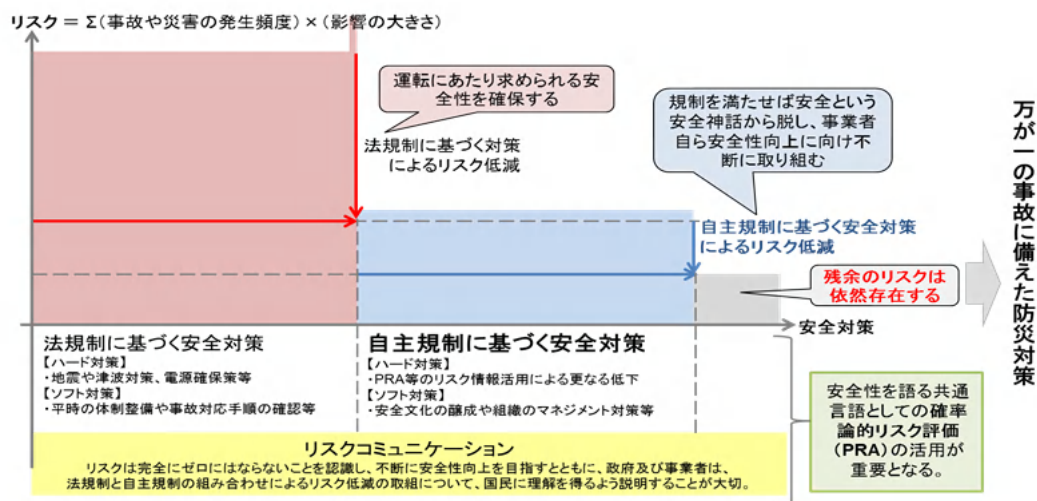 リスク = Σ(事故や災害の発生頻度)×(影響の大きさ)
運転にあたり求められる安
全性を確保する
法規制に基づく対策
によるリスク低減
規制を満たせば安全という
安全神話から脱し、事業者
自ら安全性向上に向け不
断に取り組む
自主規制に基づく安全対策
によるリスク低減
残余のリスクは
依然存在する
安全対策
万が一の事故に備えた防災対策
法規制に基づく安全対策
【ハード対策】
・地震や津波対策、電源確保策等
【ソフト対策】
・平時の体制整備や事故対応手順の確認等
自主規制に基づく安全対策
【ハード対策】
・PRA等のリスク情報活用による更なる低下
【ソフト対策】
・安全文化の醸成や組織のマネジメント対策等
安全性を語る共通
言語としての確率
論的リスク評価
(PRA)の活用が
重要となる。
リスクコミュニケーション
リスクは完全にゼロにはならないことを認識し、不断に安全性向上を目指すとともに、政府及び事業者は、
法規制と自主規制の組み合わせによるリスク低減の取組について、国民に理解を得るよう説明することが大切。